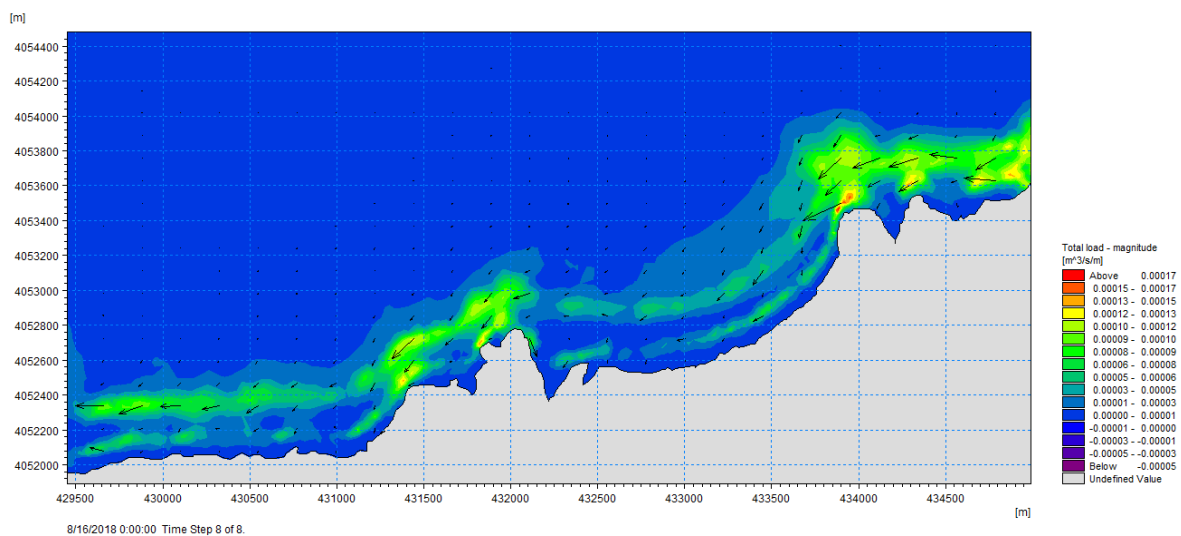 [m]
4054400
4054200
4054000
4053800
4053600
4053400
4053200
4053000
4052800
4052600
4052400
4052200
4052000
429500 430000 430500 431000 431500 432000 432500 433000 433500 434000 434500
[m]
8/16/2018 0:00:00 Time Step 8 of 8.
Total load - magnitude
[m^3/s/m]
Above 0.00017
0.00015 - 0.00017
0.00013 - 0.00015
0.00012 - 0.00013
0.00010 - 0.00012
0.00009 - 0.00010
0.00008 - 0.00009
0.00006 - 0.00008
0.00005 - 0.00006
0.00003 - 0.00005
0.00001 - 0.00003
0.00000 - 0.00001
-0.00001 - 0.00000
-0.00003 - -0.00001
-0.00005 - -0.00003
Below -0.00005
Undefined Value